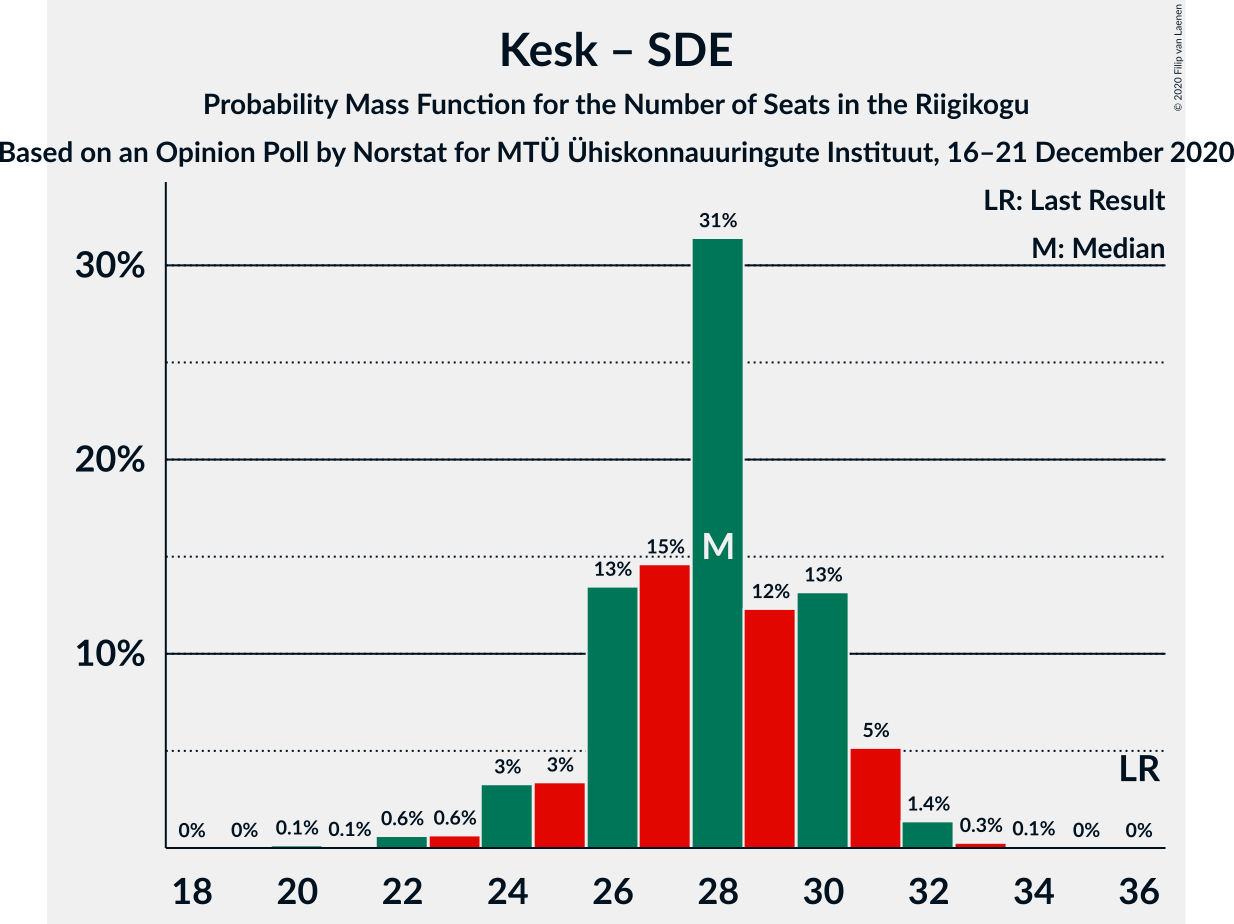 Kesk – SDE
Probability Mass Function for the Number of Seats in the Riigikogu
Based on an Opinion Poll by Norstat for MTÜ Ühiskonnauuringute Instituut, 16–21 December 2020
© 2020 Filip van Laenen
LR: Last Result
M: Median
30%
20%
10%
0%
0%
0.1%
0.1%
0.6%
0.6%
3%
3%
13%
15%
31%
12%
13%
5%
1.4%
0.3%
0.1%
0%
0%
M
LR
18 20 22 24 26 28 30 32 34 36